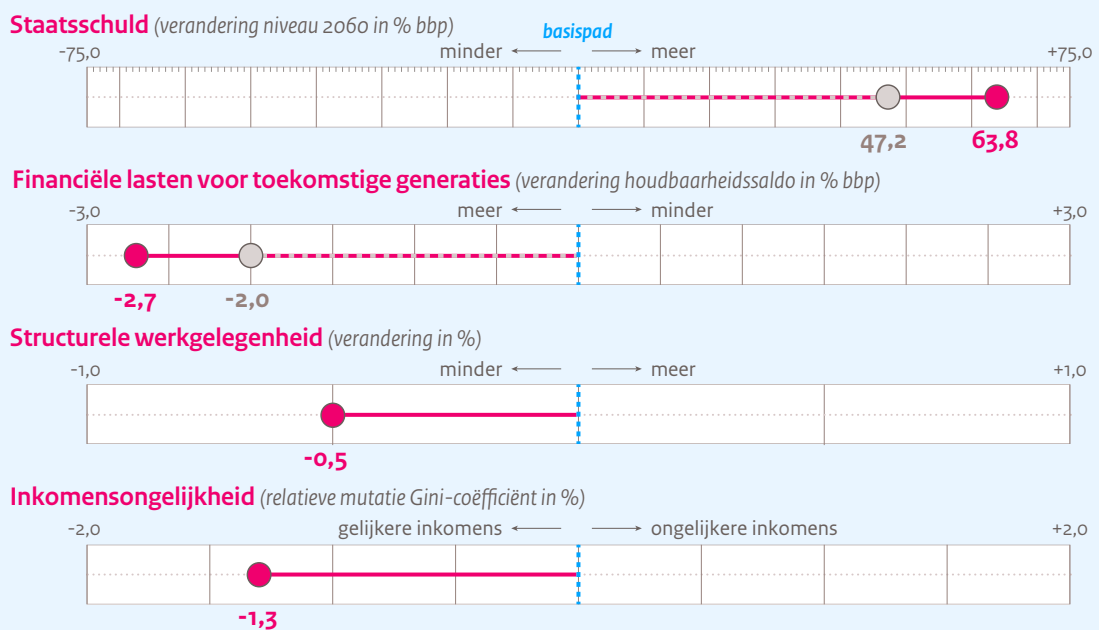 Staatsschuld (verandering niveau 2060 in % bbp)
basispad
-75,0 minder meer +75,0
47,2 63,8
Financiële lasten voor toekomstige generaties (verandering houdbaarheidssaldo in % bbp)
-3,0 meer minder +3,0
-2,7 -2,0
Structurele werkgelegenheid (verandering in %)
-1,0 minder meer +1,0
-0,5
Inkomensongelijkheid (relatieve mutatie Gini-coëfficiënt in %)
-2,0 gelijkere inkomens ongelijkere inkomens +2,0
-1,3